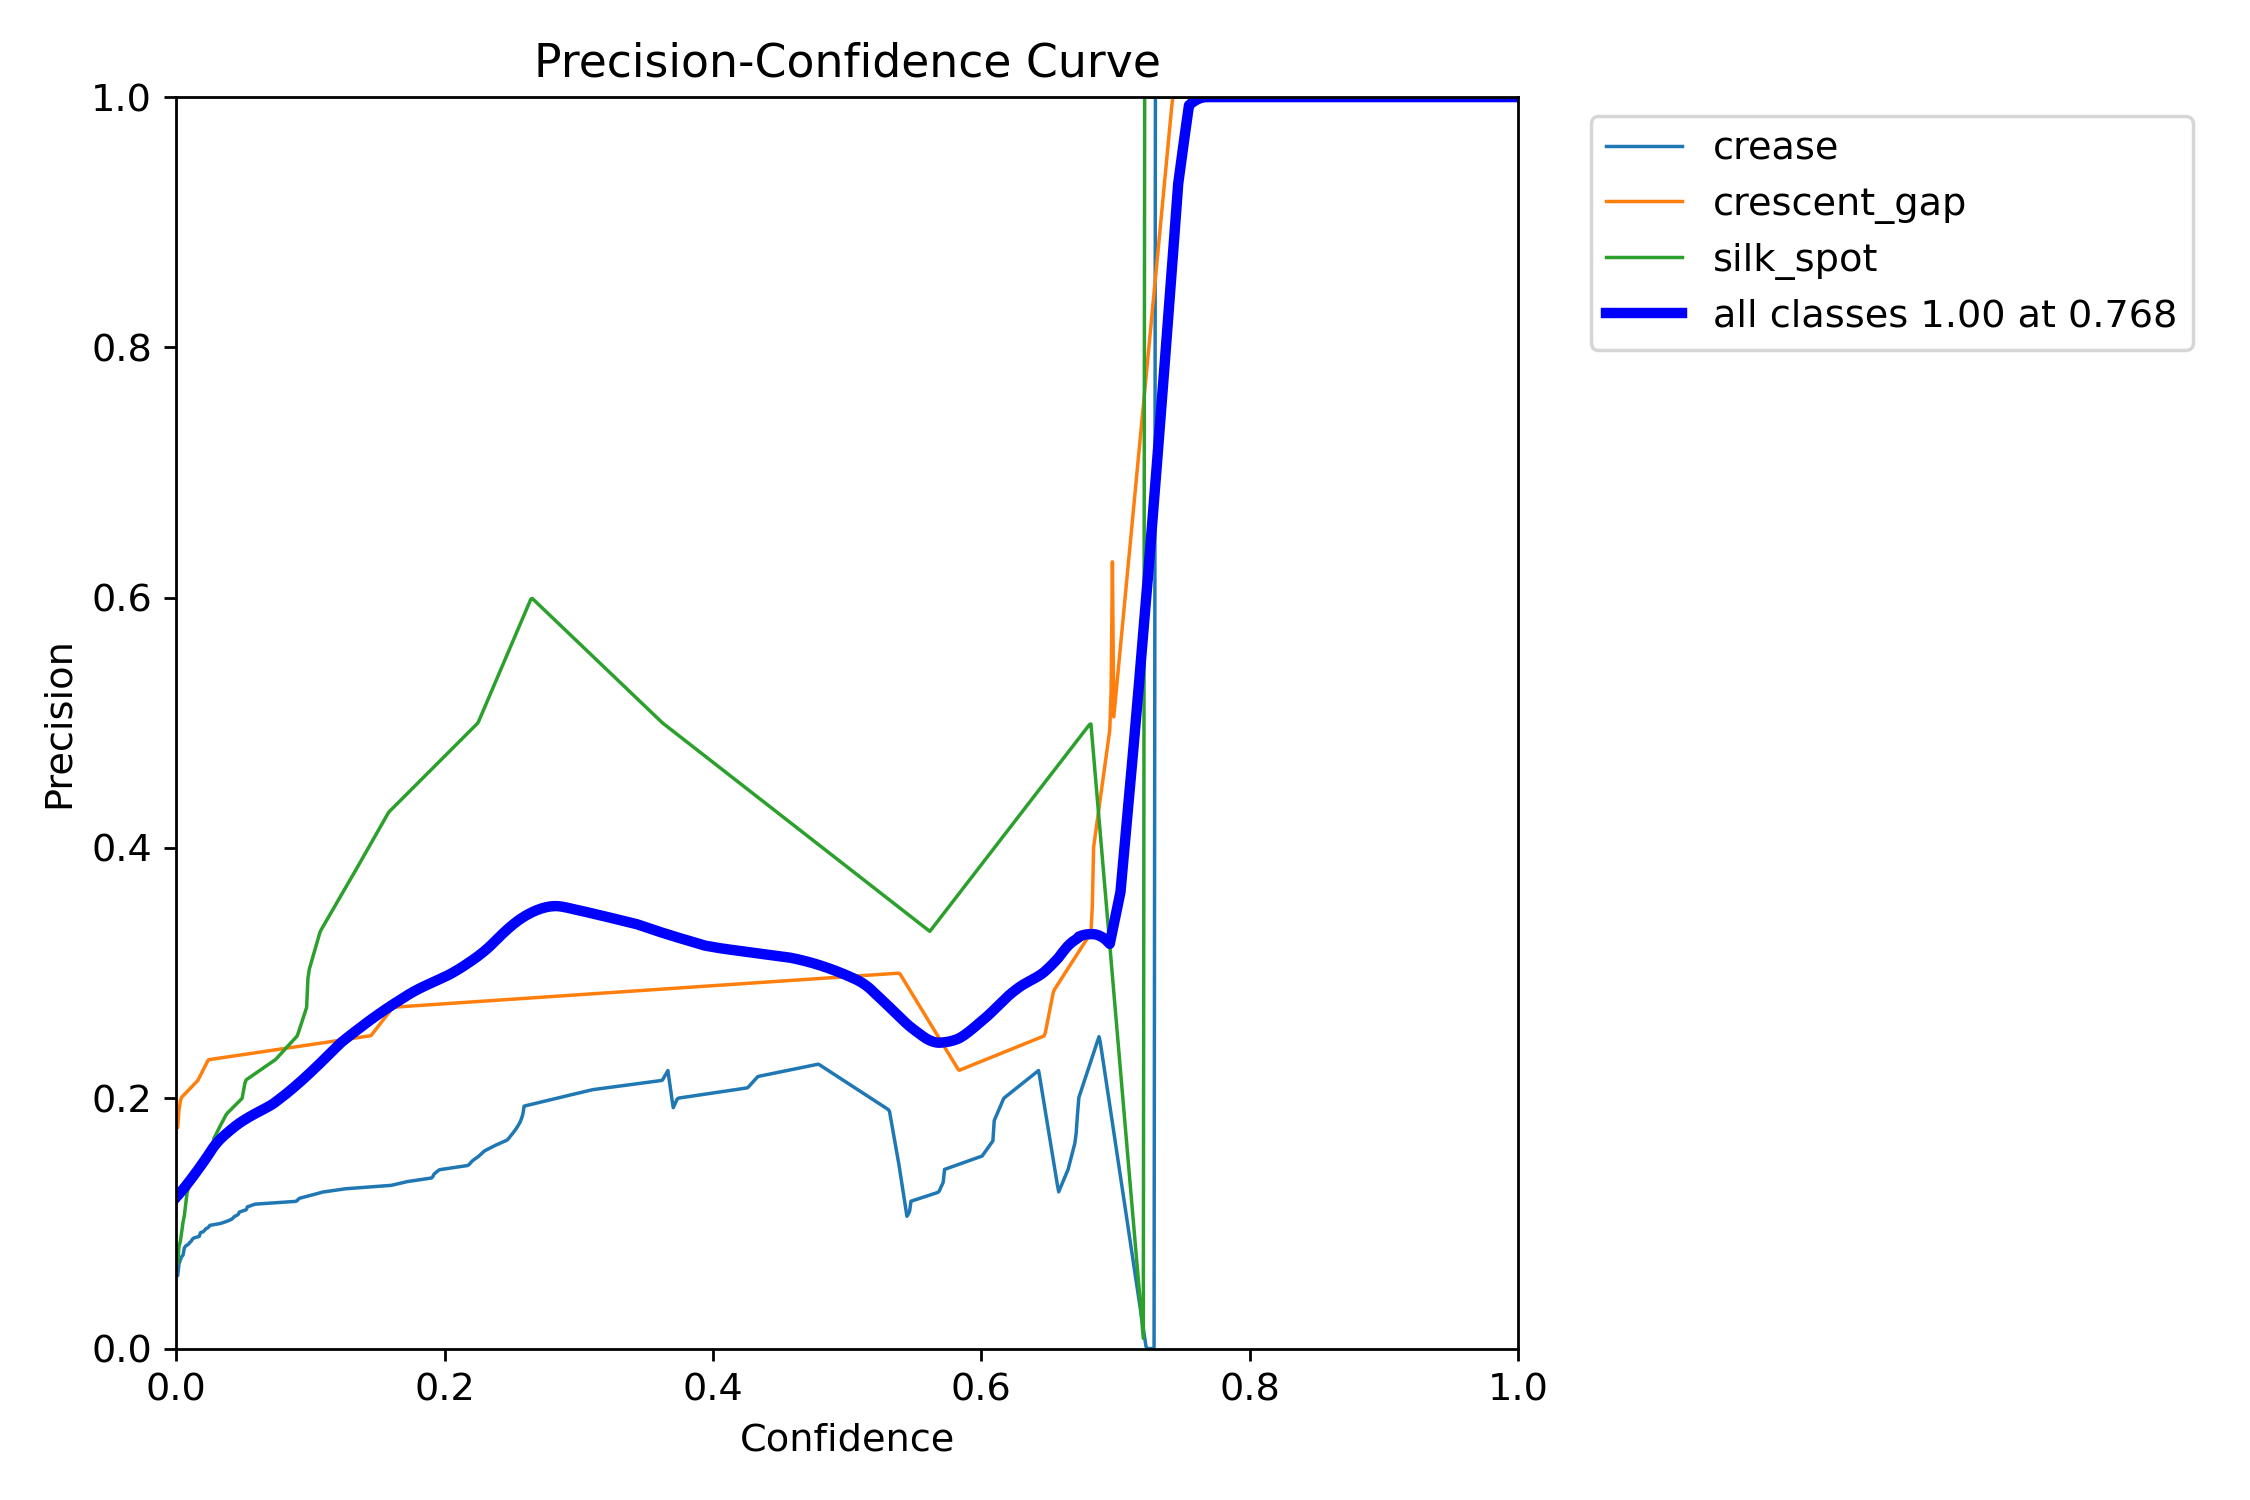 Precision-Confidence Curve
1.0
0.8
0.6
0.4
0.2
0.0
Precision
0.0 0.2 0.4 0.6 0.8 1.0
Confidence
crease
crescent_gap
silk_spot
all classes 1.00 at 0.768